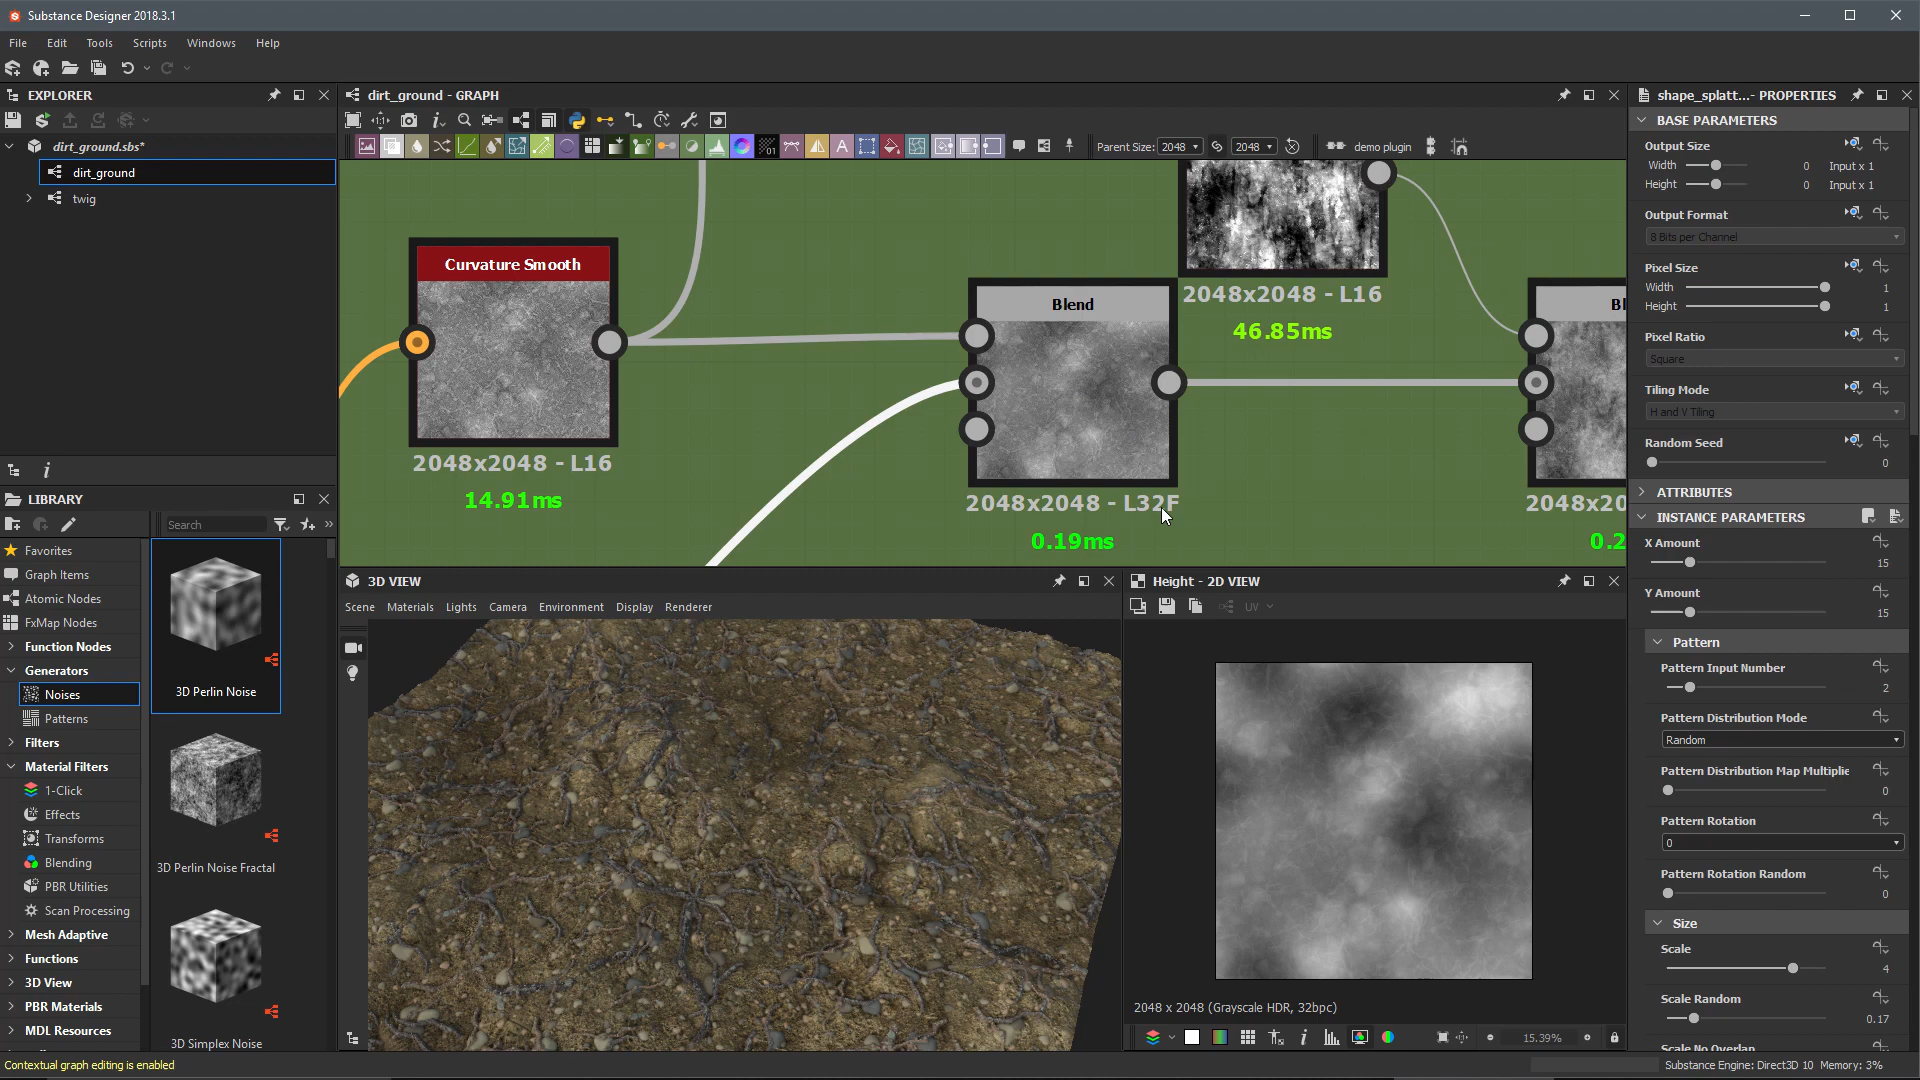 Substance Designer 2018.3.1
File Edit Tools Scripts Windows Help
EXPLORER
dirt_ground.sbs*
dirt_ground
twig
LIBRARY
Search
Favorites
Graph Items
Atomic Nodes
FxMap Nodes
Function Nodes
Generators
Noises
Patterns
Filters
Material Filters
1-Click
Effects
Transforms
Blending
PBR Utilities
Scan Processing
Mesh Adaptive
Functions
3D View
PBR Materials
MDL Resources
3D Perlin Noise
3D Perlin Noise Fractal
3D Simplex Noise
Contextual graph editing is enabled
dirt_ground - GRAPH
Parent Size: 2048 2048 demo plugin
Curvature Smooth
2048x2048 - L16
14.91ms
Blend
2048x2048 - L32F
0.19ms
2048x2048 - L16
46.85ms
Bl
2048x20
0.2
3D VIEW
Scene Materials Lights Camera Environment Display Renderer
Height - 2D VIEW
UV
2048 x 2048 (Grayscale HDR, 32bpc)
15.39%
shape_splatt...- PROPERTIES
BASE PARAMETERS
Output Size
Width 0 Input x 1
Height 0 Input x 1
Output Format
8 Bits per Channel
Pixel Size
Width 1
Height 1
Pixel Ratio
Square
Tiling Mode
H and V Tiling
Random Seed
0
ATTRIBUTES
INSTANCE PARAMETERS
X Amount
15
Y Amount
15
Pattern
Pattern Input Number
2
Pattern Distribution Mode
Random
Pattern Distribution Map Multiplie
0
Pattern Rotation
0
Pattern Rotation Random
0
Size
Scale
4
Scale Random
0.17
Scale No Overlap
Substance Engine: Direct3D 10 Memory: 3%